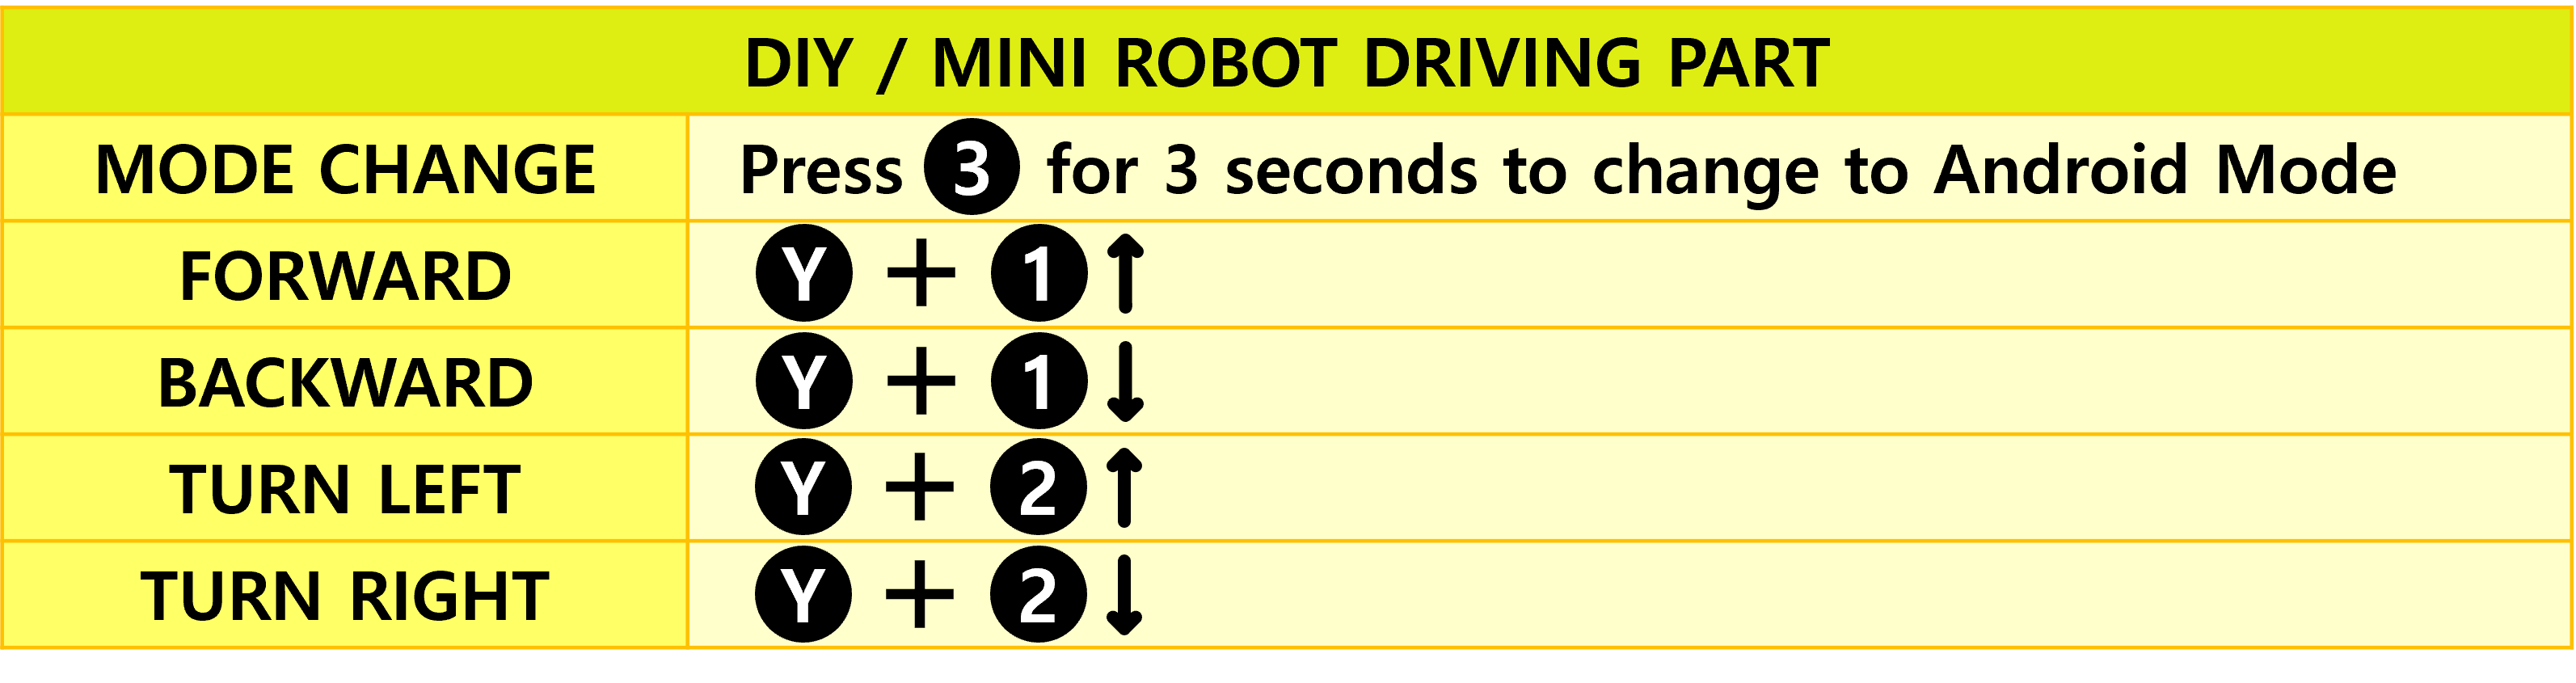 DIY / MINI ROBOT DRIVING PART
MODE CHANGE Press 3 for 3 seconds to change to Android Mode
FORWARD Y + 1 ↑
BACKWARD Y + 1 ↓
TURN LEFT Y + 2 ↑
TURN RIGHT Y + 2 ↓